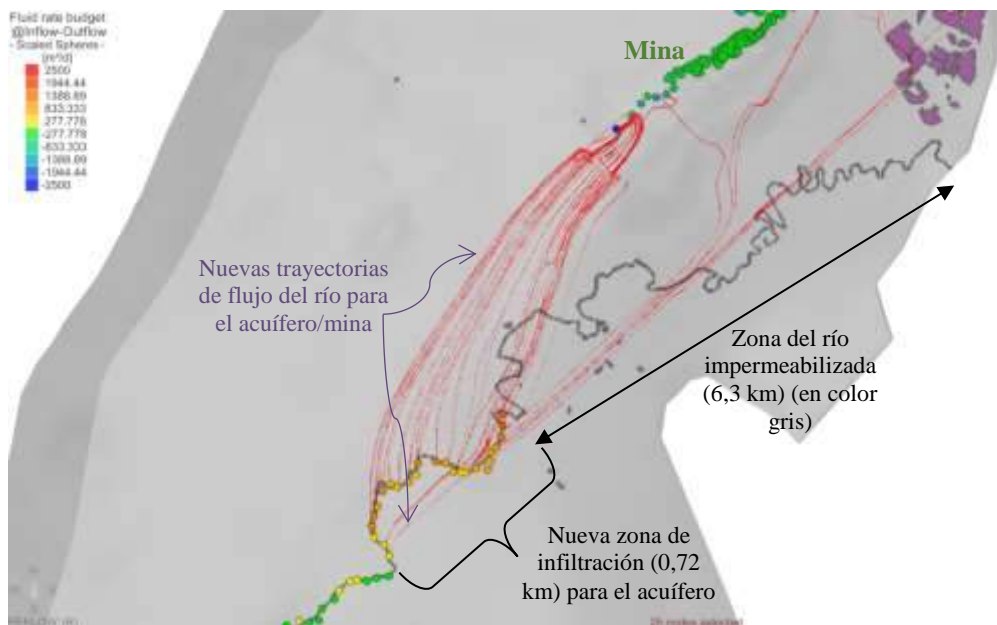 Fluid rate budget
@Inflow-Outflow
- Scaled Spheres -
[m³/d]
2500
1944.44
1388.89
833.333
277.778
-277.778
-833.333
-1388.89
-1944.44
-2500
Mina
Nuevas trayectorias
de flujo del río para
el acuífero/mina
Zona del río
impermeabilizada
(6,3 km) (en color
gris)
Nueva zona de
infiltración (0,72
km) para el acuífero
nodes selected